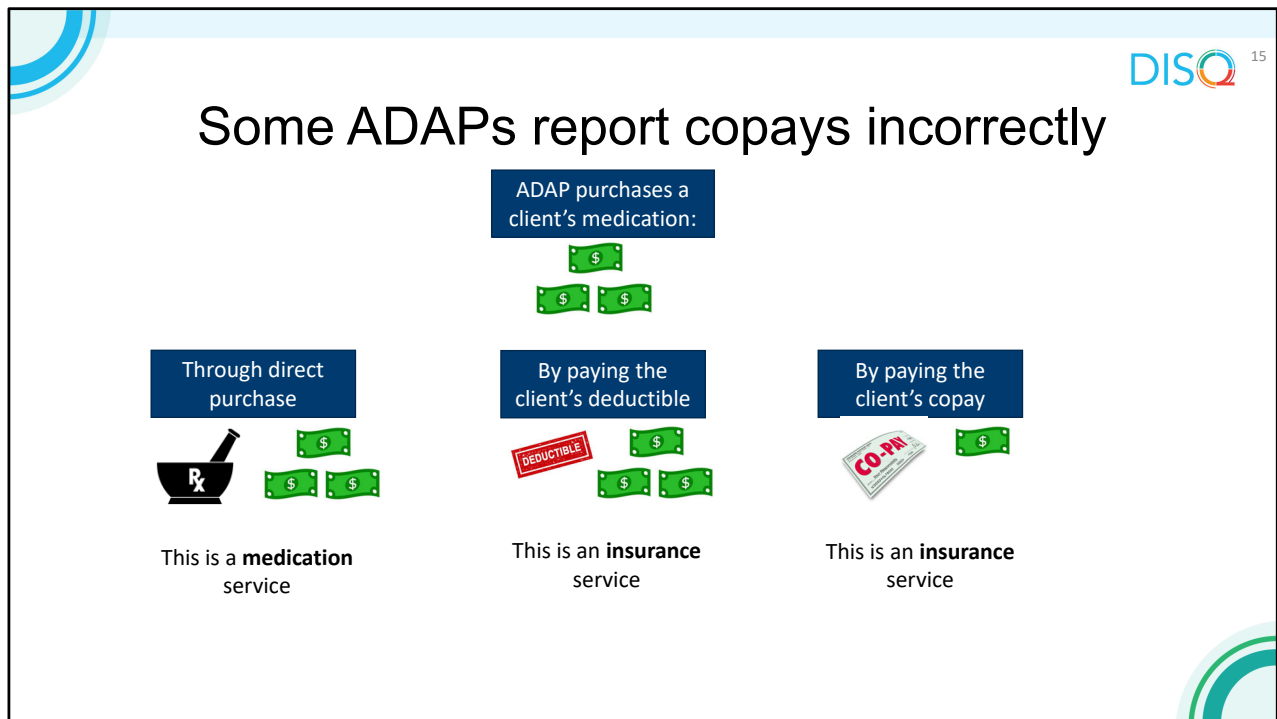 DISQ
15
Some ADAPs report copays incorrectly
ADAP purchases a
client's medication:
$
$ $
Through direct
purchase
By paying the
client's deductible
By paying the
client's copay
Rx
$
$ $
DEDUCTIBLE
$
$ $
CO-PAY
$
This is a medication
service
This is an insurance
service
This is an insurance
service